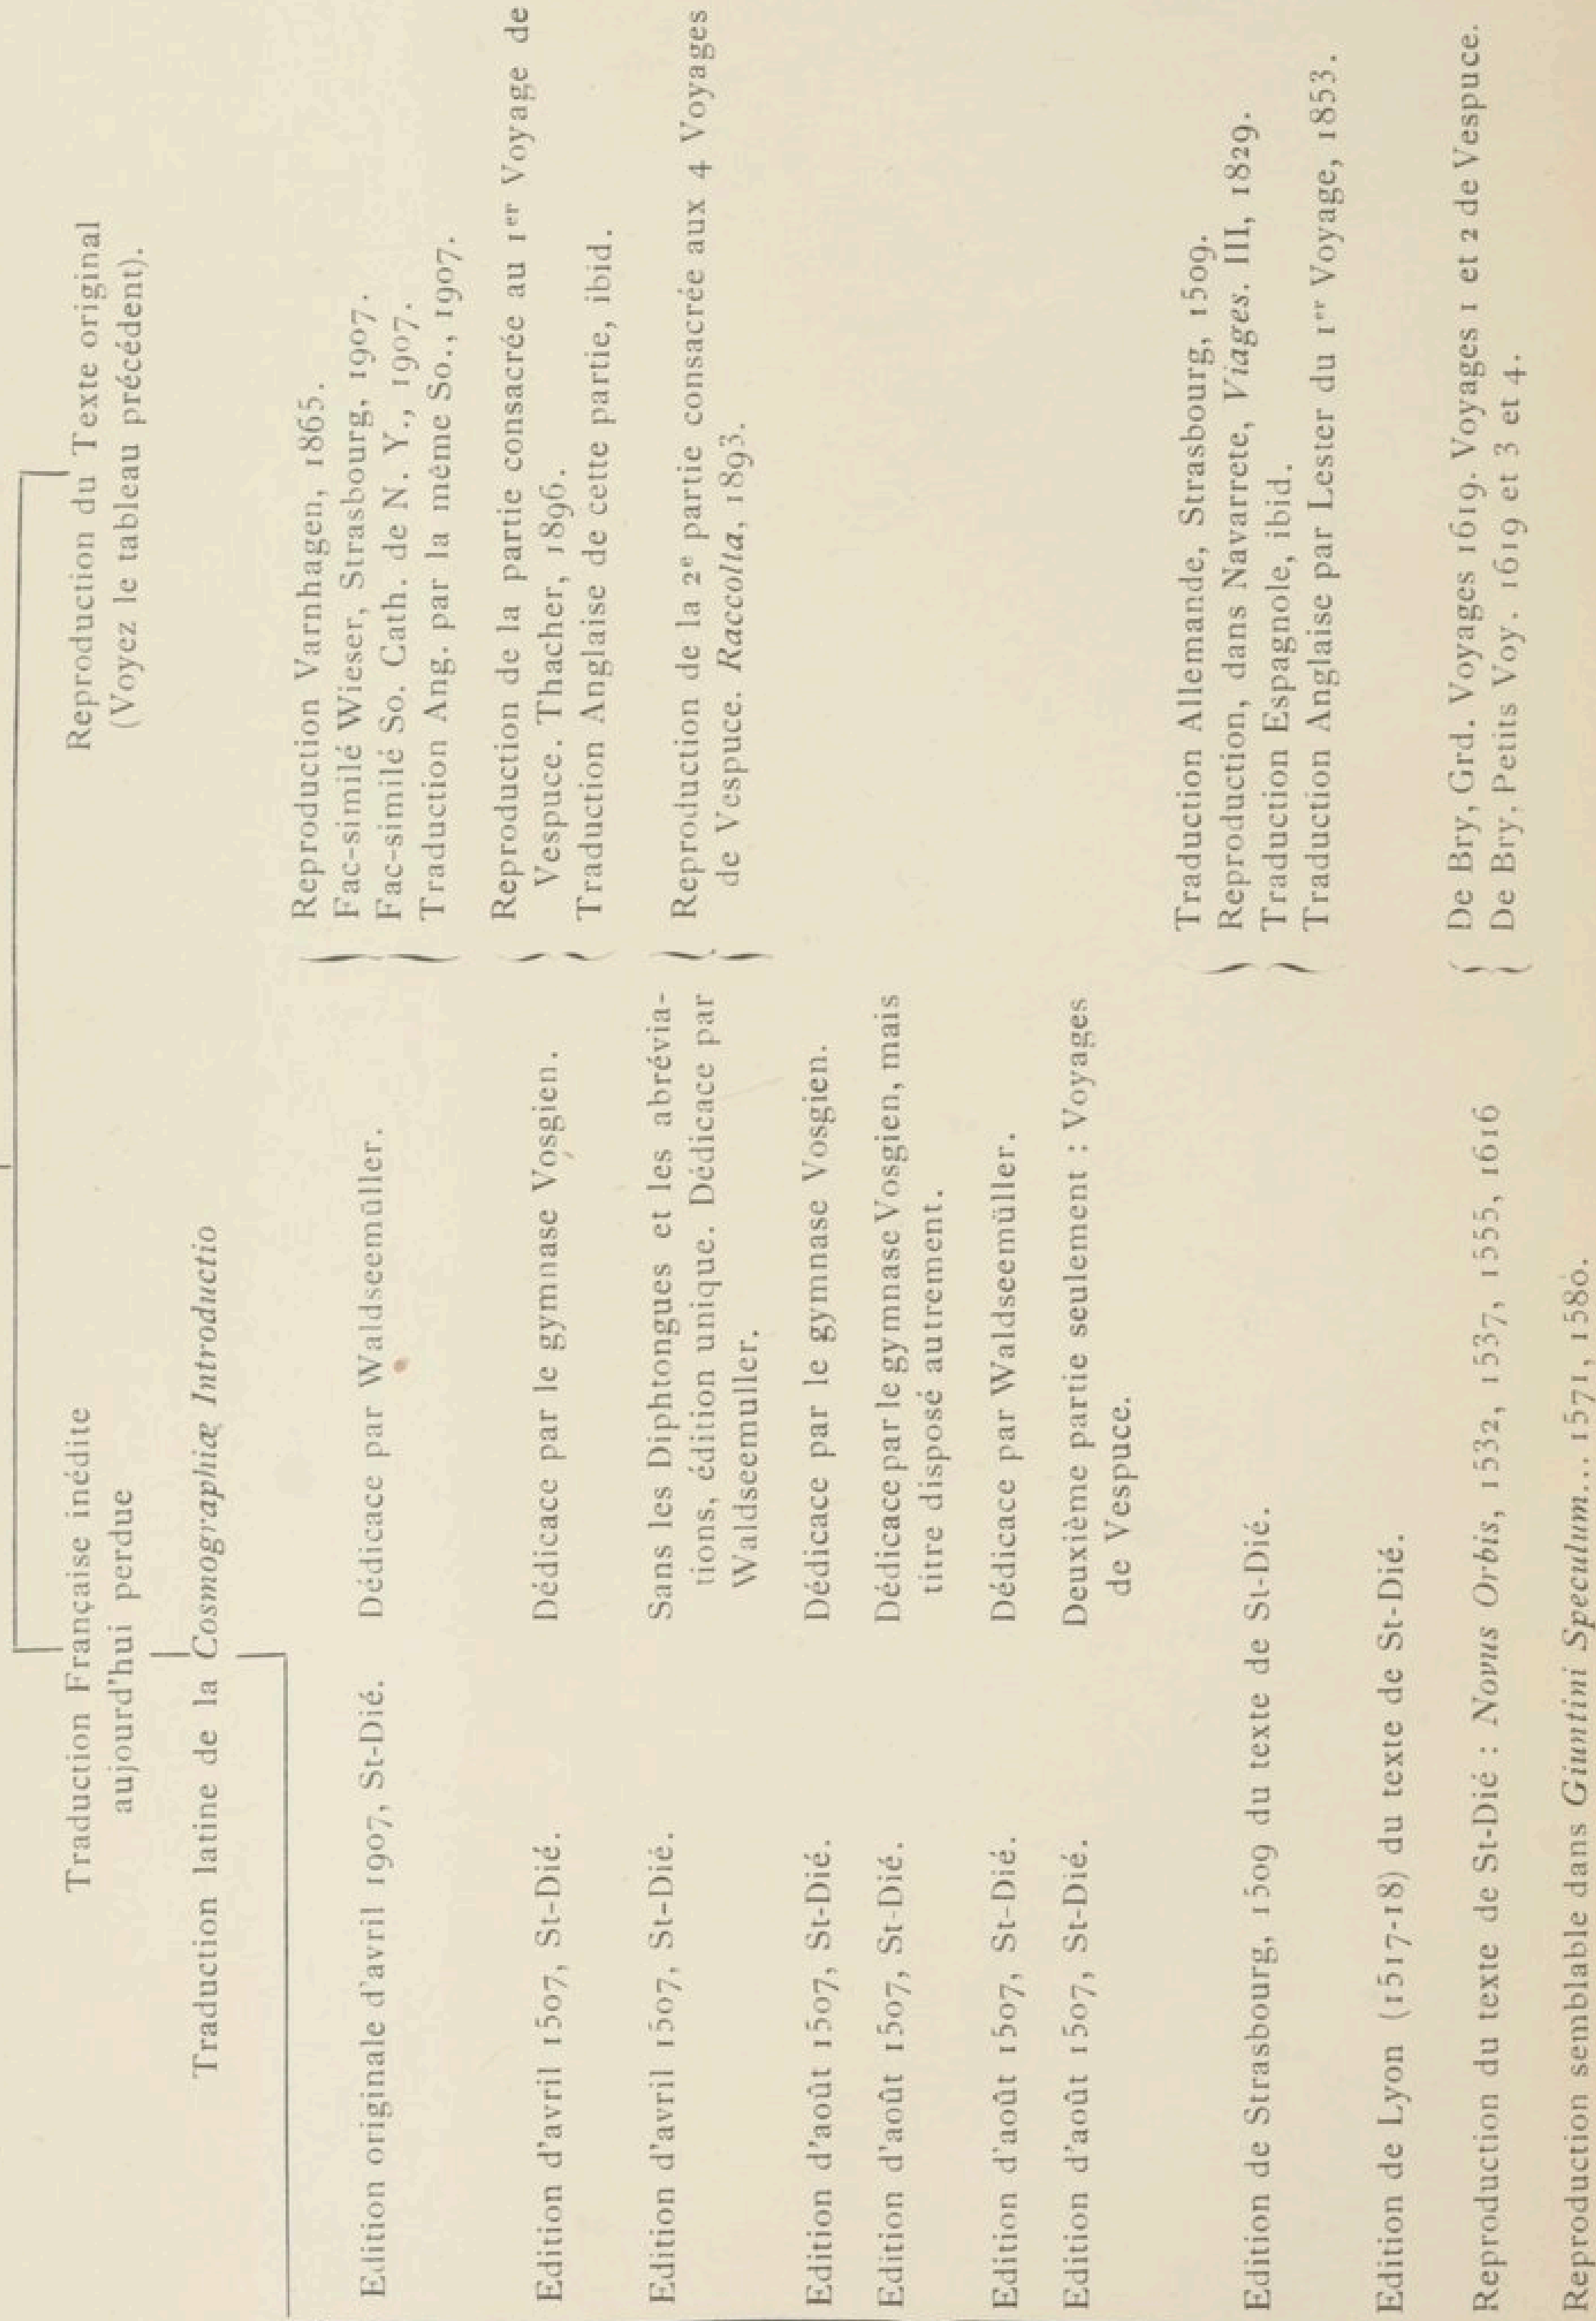 Traduction Française inédite
aujourd'hui perdue
Reproduction du Texte original
(Voyez le tableau précédent).
Traduction latine de la Cosmographiæ Introductio
Edition originale d'avril 1907, St-Dié.
Dédicace par Waldseemüller.
Reproduction Varnhagen, 1865.
Fac-similé Wieser, Strasbourg, 1907.
Fac-similé So. Cath. de N. Y., 1907.
Traduction Ang. par la même So., 1907.
Edition d'avril 1507, St-Dié.
Dédicace par le gymnase Vosgien.
Reproduction de la partie consacrée au 1er Voyage de
Vespuce. Thacher, 1896.
Traduction Anglaise de cette partie, ibid.
Edition d'avril 1507, St-Dié.
Sans les Diphtongues et les abrévia-
tions, édition unique. Dédicace par
Waldseemuller.
Reproduction de la 2e partie consacrée aux 4 Voyages
de Vespuce. Raccolta, 1893.
Edition d'août 1507, St-Dié.
Dédicace par le gymnase Vosgien.
Edition d'août 1507, St-Dié.
Dédicace par le gymnase Vosgien, mais
titre disposé autrement.
Edition d'août 1507, St-Dié.
Dédicace par Waldseemüller.
Edition d'août 1507, St-Dié.
Deuxième partie seulement : Voyages
de Vespuce.
Edition de Strasbourg, 1509 du texte de St-Dié.
Traduction Allemande, Strasbourg, 1509.
Reproduction, dans Navarrete, Viages. III, 1829.
Traduction Espagnole, ibid.
Traduction Anglaise par Lester du 1er Voyage, 1853.
Edition de Lyon (1517-18) du texte de St-Dié.
Reproduction du texte de St-Dié : Novus Orbis, 1532, 1537, 1555, 1616
De Bry, Grd. Voyages 1619. Voyages 1 et 2 de Vespuce.
De Bry, Petits Voy. 1619 et 3 et 4.
Reproduction semblable dans Giuntini Speculum... 1571, 1580.